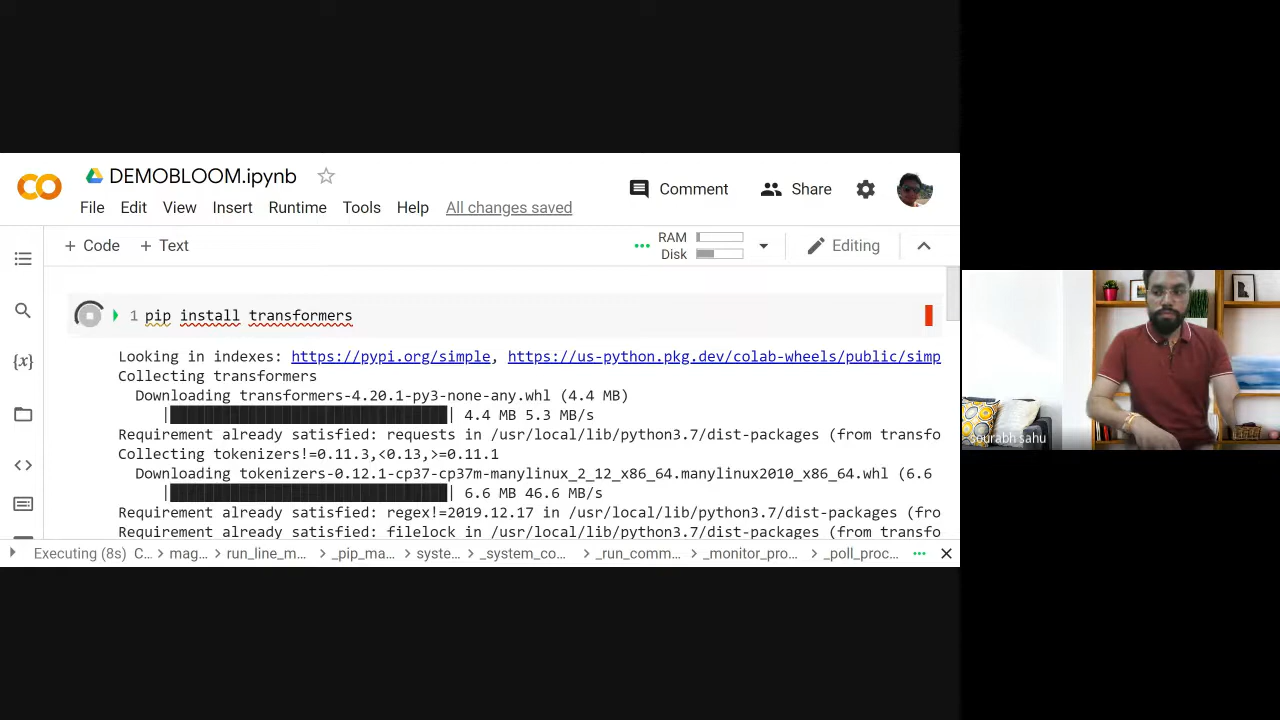 DEMOBLOOM.ipynb
Comment
Share
File Edit View Insert Runtime Tools Help All changes saved
+ Code + Text
RAM
Disk
Editing
1 pip install transformers
Looking in indexes: https://pypi.org/simple, https://us-python.pkg.dev/colab-wheels/public/simp
Collecting transformers
Downloading transformers-4.20.1-py3-none-any.whl (4.4 MB)
4.4 MB 5.3 MB/s
Requirement already satisfied: requests in /usr/local/lib/python3.7/dist-packages (from transfo
Collecting tokenizers!=0.11.3,<0.13,>=0.11.1
Downloading tokenizers-0.12.1-cp37-cp37m-manylinux_2_12_x86_64.manylinux2010_x86_64.whl (6.6
6.6 MB 46.6 MB/s
Requirement already satisfied: regex!=2019.12.17 in /usr/local/lib/python3.7/dist-packages (fro
Requirement already satisfied: filelock in /usr/local/lib/python3.7/dist-packages (from transfo
Executing (8s) C... mag... run_line_m... _pip_ma... syste... _system_co... _run_comm... _monitor_pro... _poll_proc...
sourabh sahu